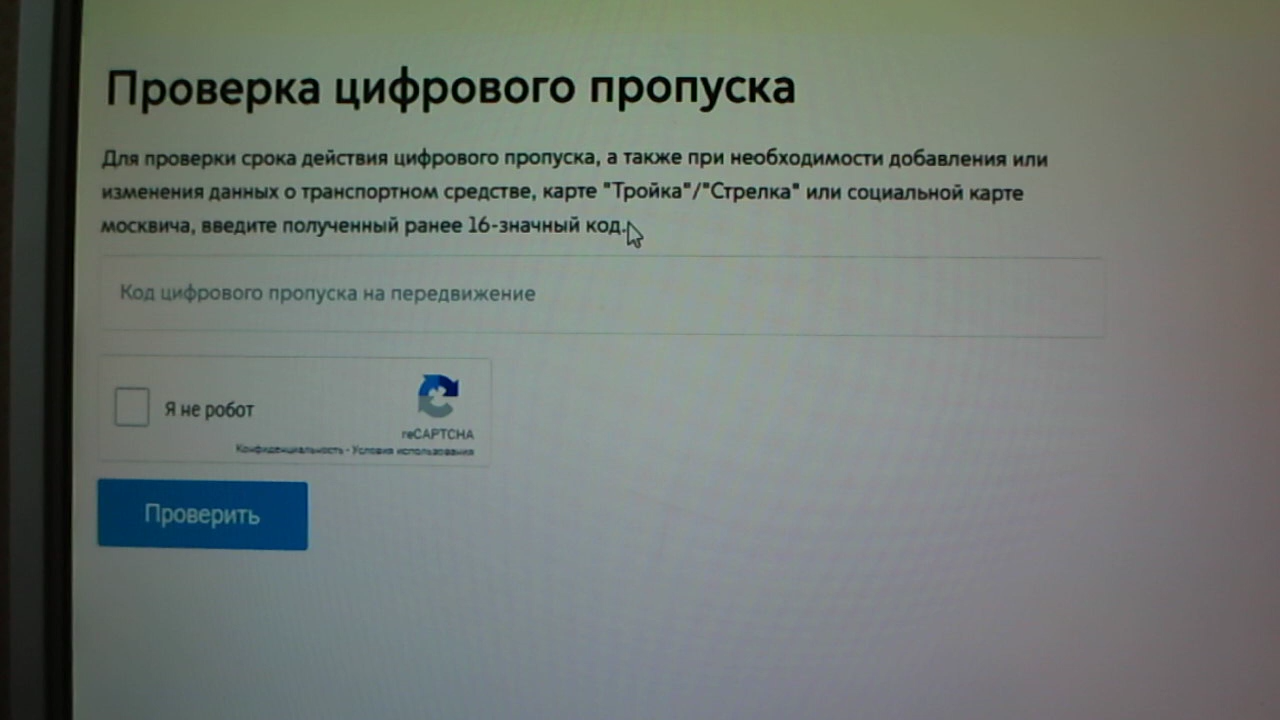 Проверка цифрового пропуска
Для проверки срока действия цифрового пропуска, а также при необходимости добавления или
изменения данных о транспортном средстве, карте "Тройка"/"Стрелка" или социальной карте
москвича, введите полученный ранее 16-значный код.
Код цифрового пропуска на передвижение
Я не робот
reCAPTCHA
Конфиденциальность - Условия использования
Проверить